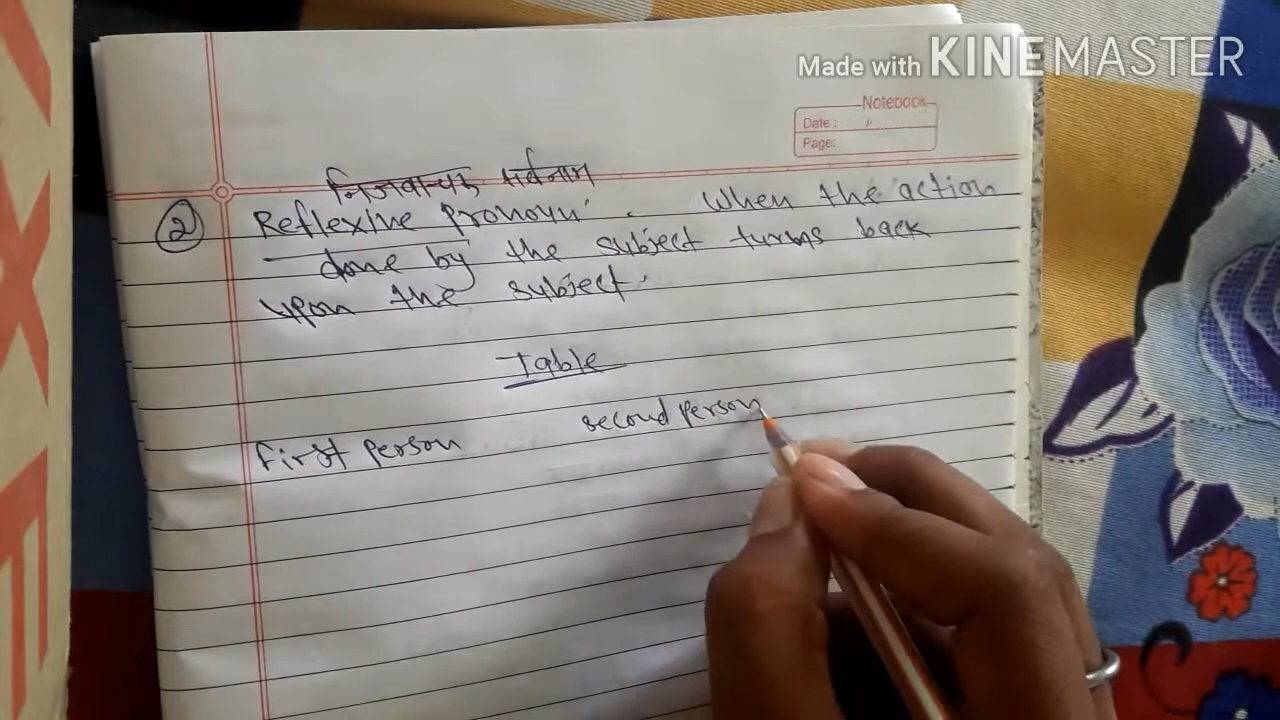 Made with KINEMASTER
Notebook
Date :
Page:
निजवाचक सर्वनाम
② Reflexive pronoun . When the action
done by the subject turns back
upon the subject.
Table
First person second person